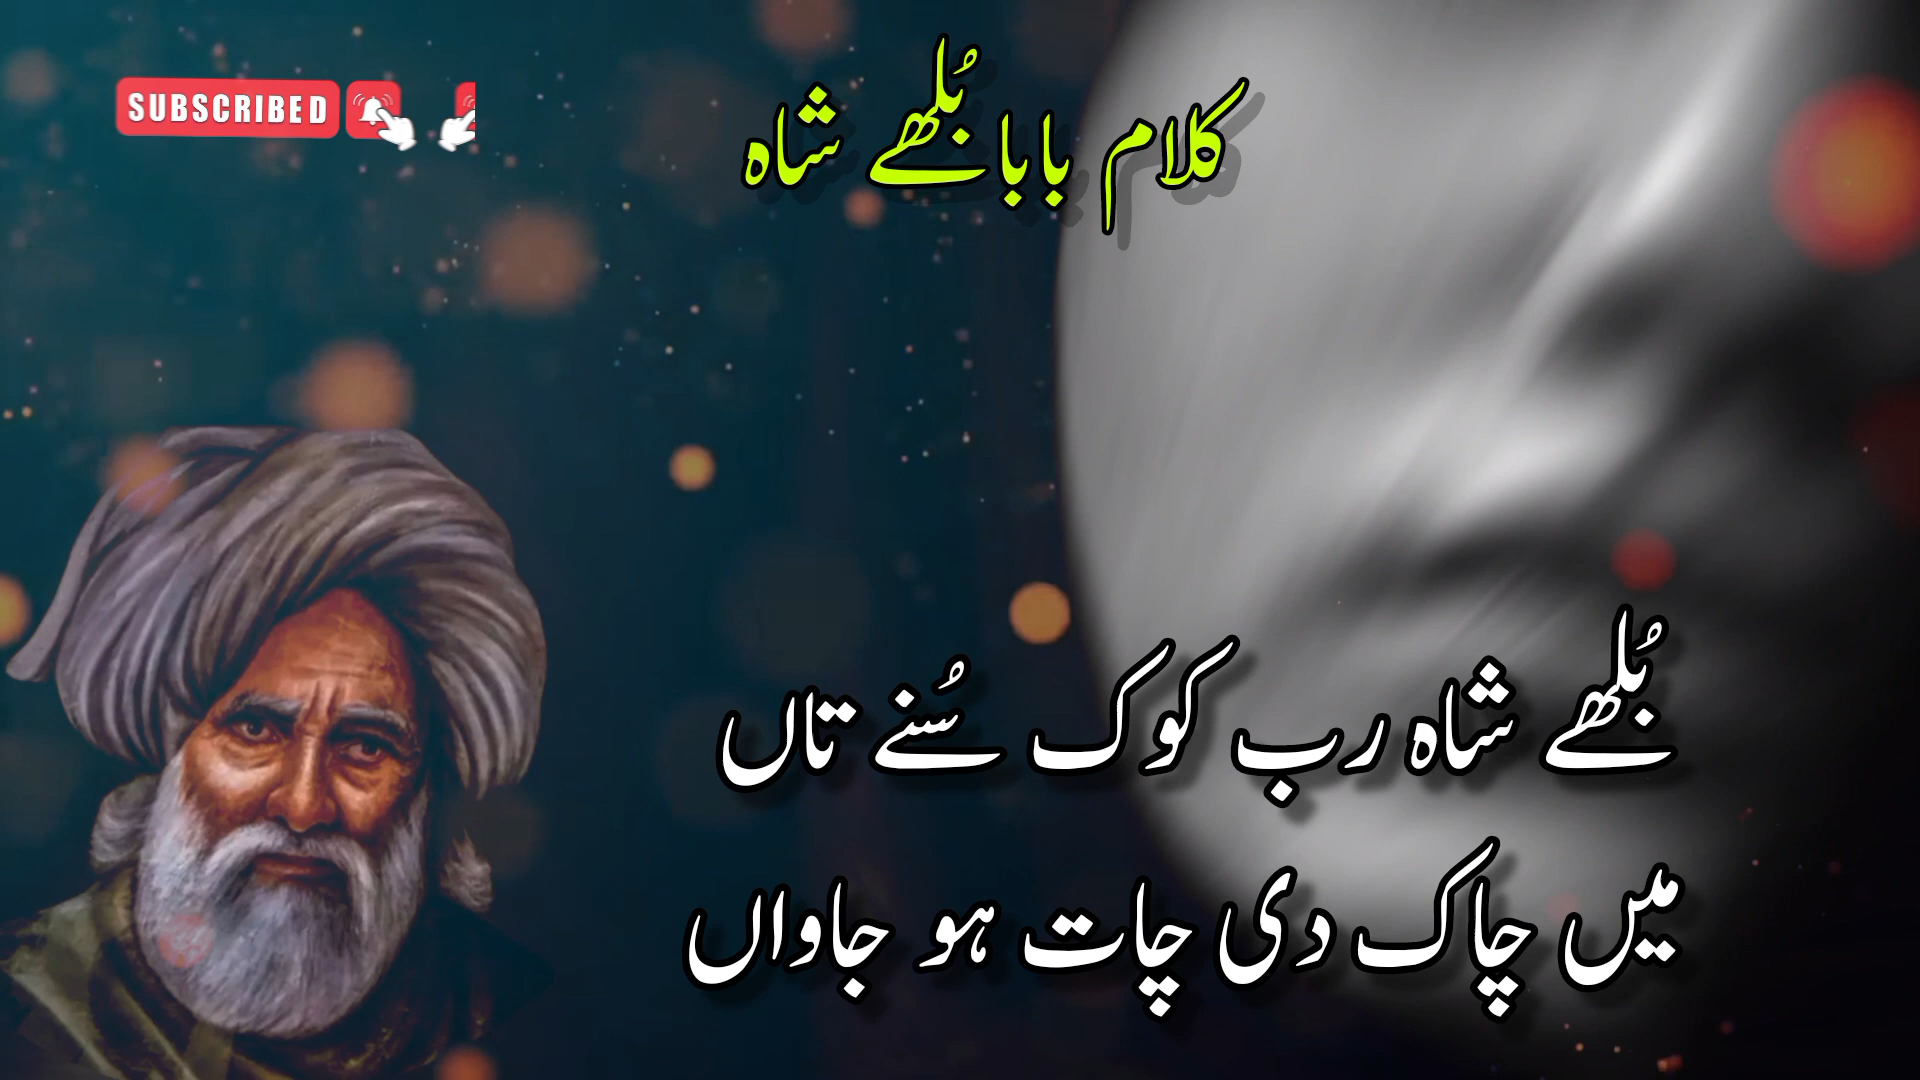 SUBSCRIBED
کلام بابا بُلھے شاہ
بُلھے شاہ رب کوک سُنے تاں
میں چاک دی چات ہو جاواں